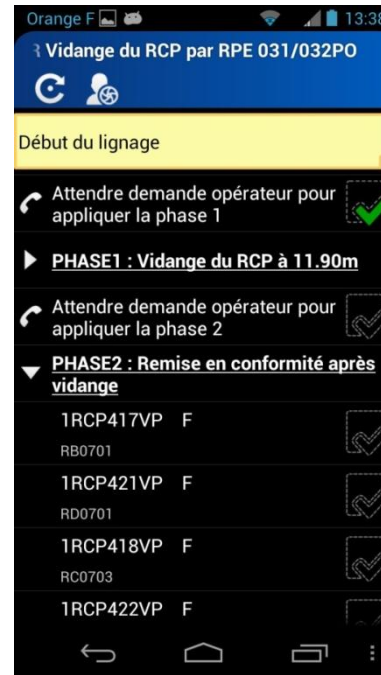 Orange F 13:38
Vidange du RCP par RPE 031/032PO
Début du lignage
Attendre demande opérateur pour
appliquer la phase 1
PHASE1 : Vidange du RCP à 11.90m
Attendre demande opérateur pour
appliquer la phase 2
PHASE2 : Remise en conformité après
vidange
1RCP417VP F
RB0701
1RCP421VP F
RD0701
1RCP418VP F
RC0703
1RCP422VP F